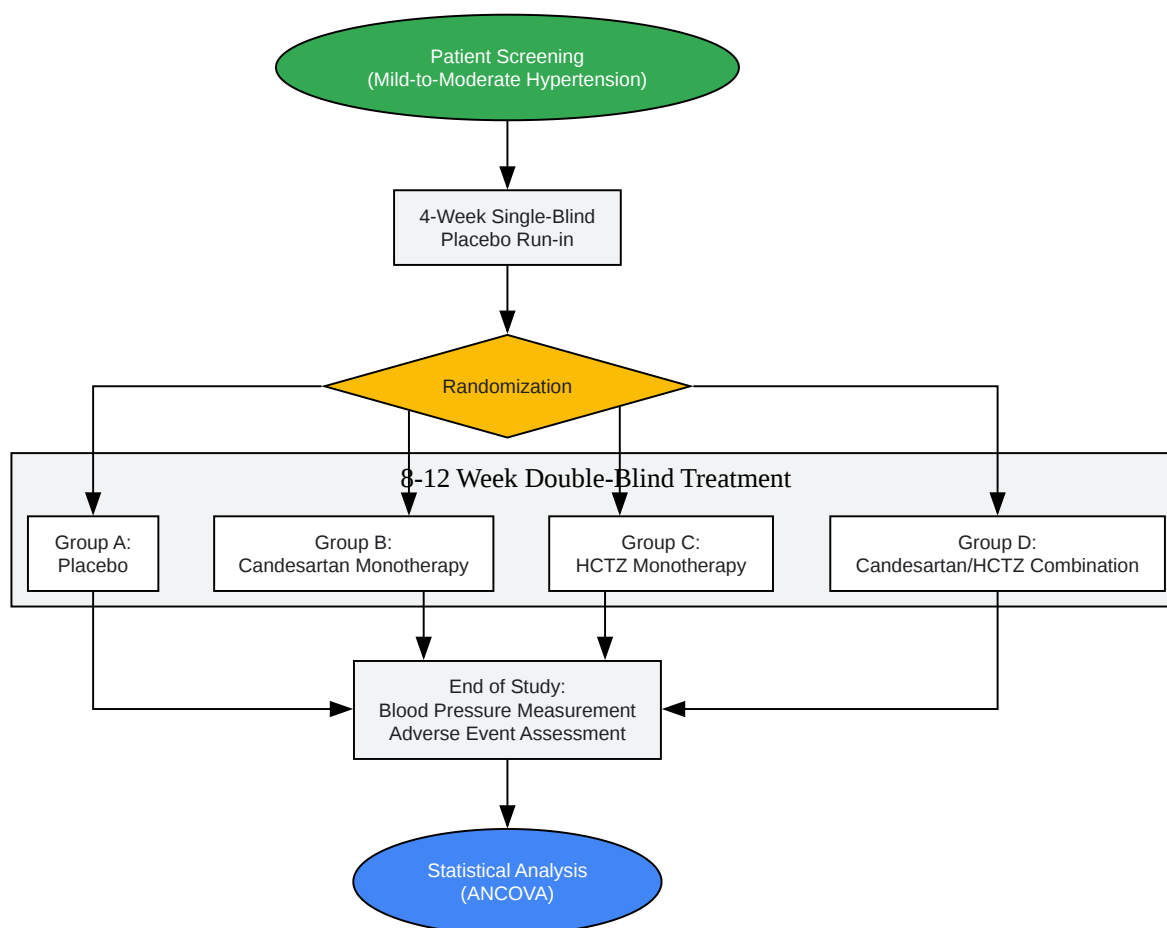 Patient Screening
(Mild-to-Moderate Hypertension)
4-Week Single-Blind
Placebo Run-in
Randomization
8-12 Week Double-Blind Treatment
Group A:
Placebo
Group B:
Candesartan Monotherapy
Group C:
HCTZ Monotherapy
Group D:
Candesartan/HCTZ Combination
End of Study:
Blood Pressure Measurement
Adverse Event Assessment
Statistical Analysis
(ANCOVA)